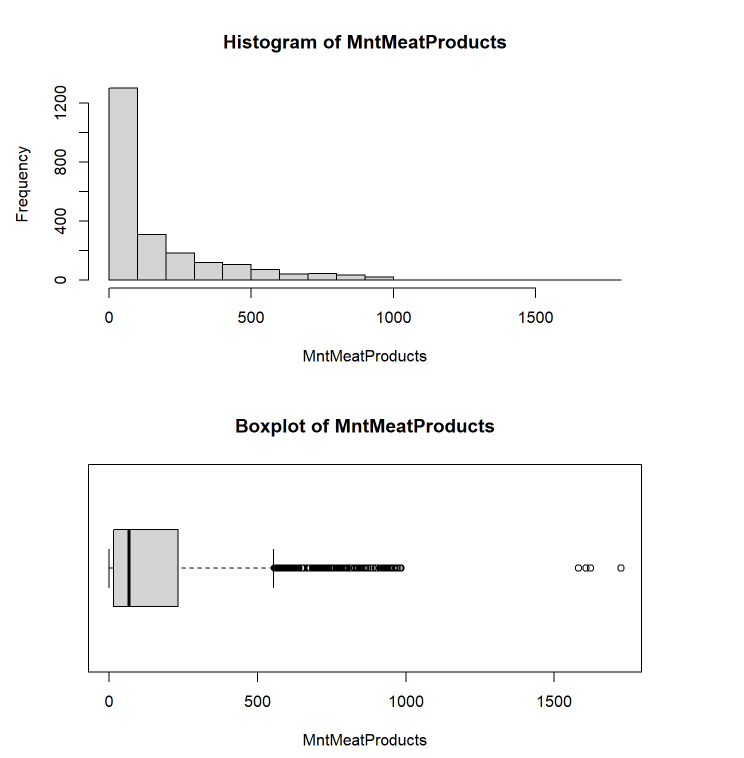 Histogram of MntMeatProducts
Frequency
1200
800
400
0
0 500 1000 1500
MntMeatProducts
Boxplot of MntMeatProducts
0 500 1000 1500
MntMeatProducts